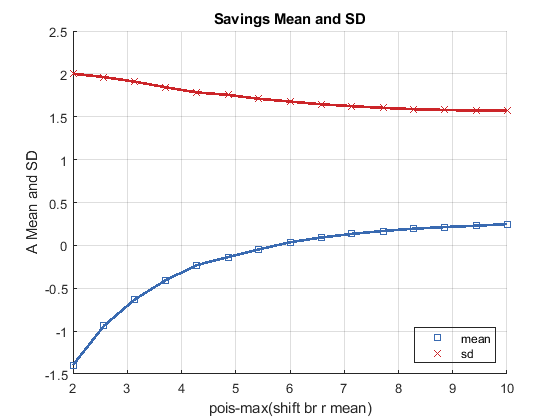 Savings Mean and SD
2.5
2
1.5
1
0.5
0
-0.5
-1
-1.5
A Mean and SD
mean
sd
2 3 4 5 6 7 8 9 10
pois-max(shift br r mean)